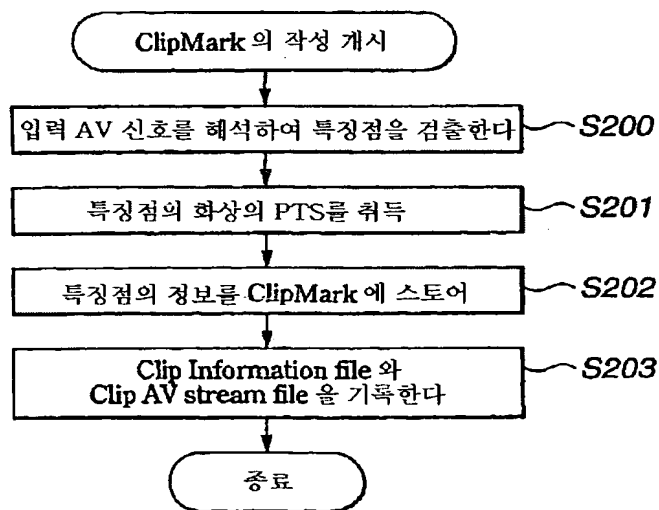 ClipMark 의 작성 개시
입력 AV 신호를 해석하여 특징점을 검출한다
S200
특징점의 화상의 PTS를 취득
S201
특징점의 정보를 ClipMark 에 스토어
S202
Clip Information file 와
Clip AV stream file 을 기록한다
S203
종료